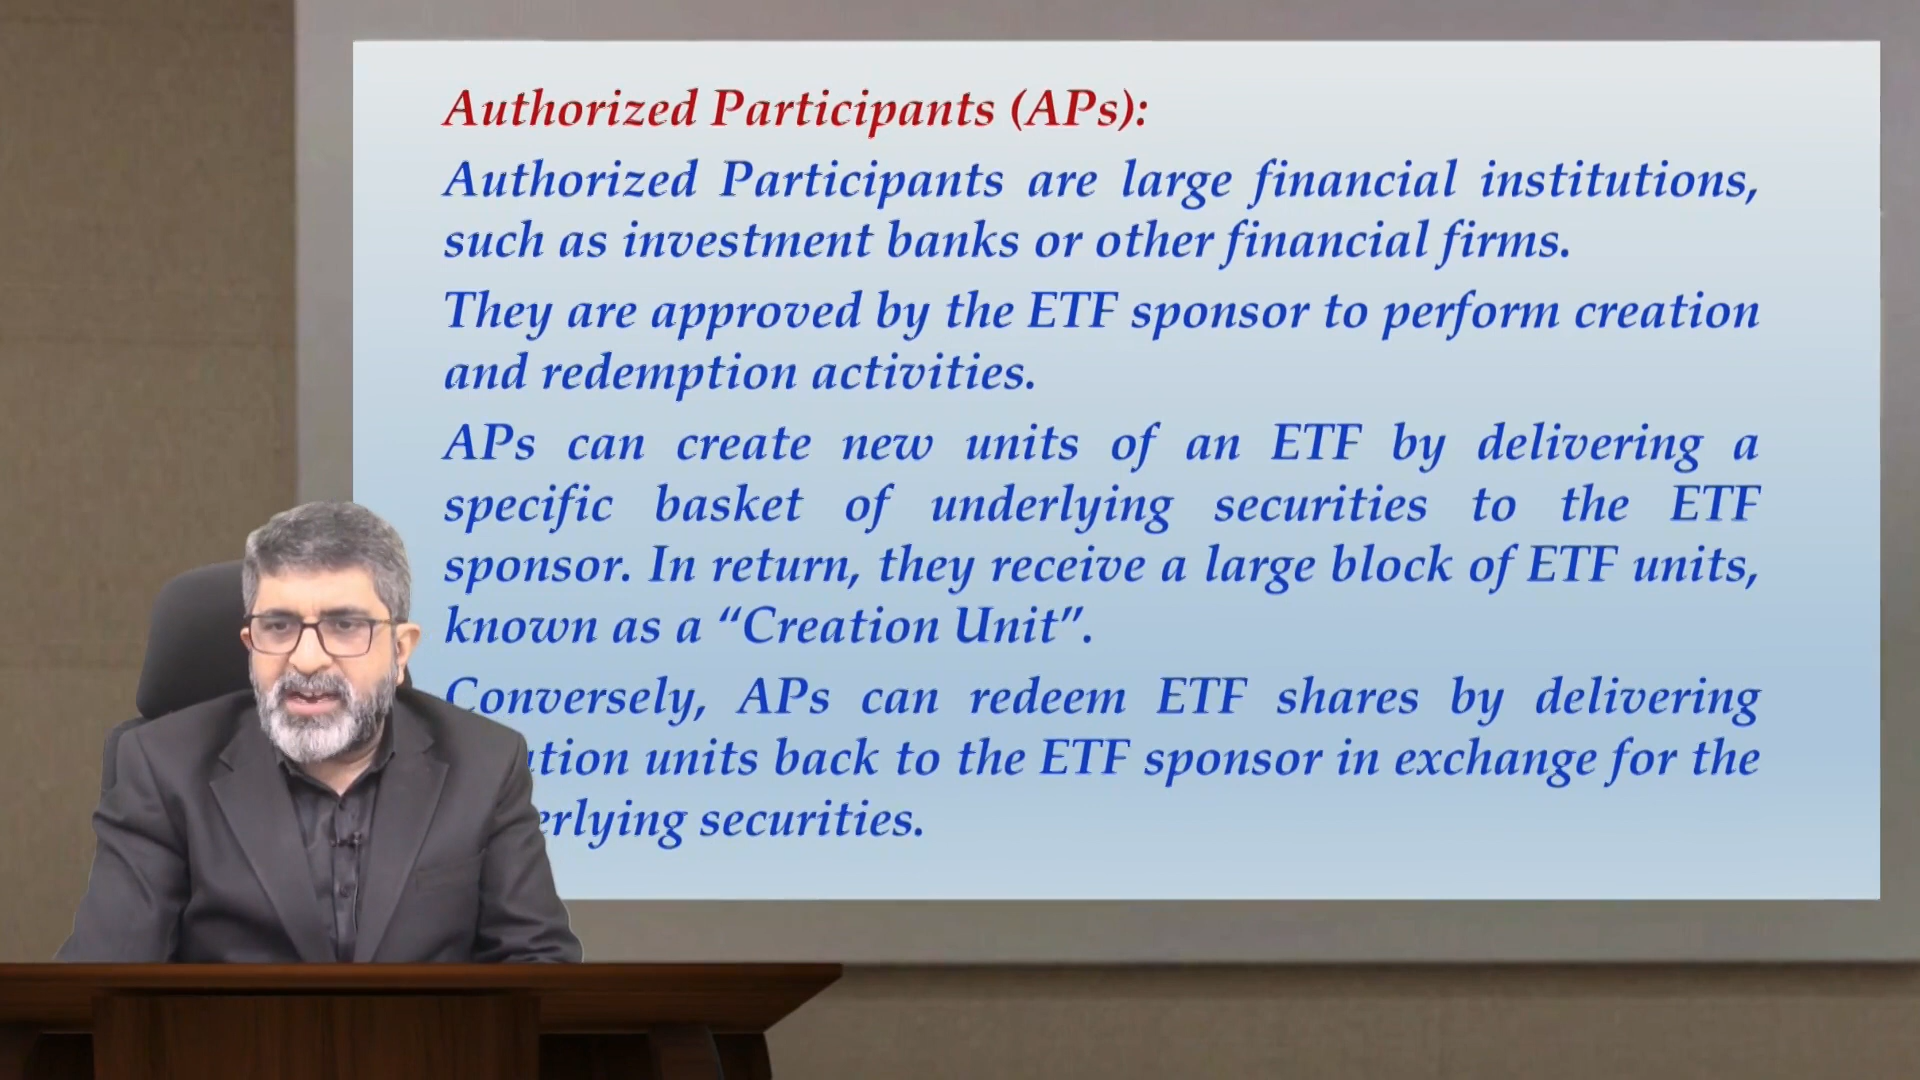 Authorized Participants (APs):
Authorized Participants are large financial institutions,
such as investment banks or other financial firms.
They are approved by the ETF sponsor to perform creation
and redemption activities.
APs can create new units of an ETF by delivering a
specific basket of underlying securities to the ETF
sponsor. In return, they receive a large block of ETF units,
known as a “Creation Unit”.
Conversely, APs can redeem ETF shares by delivering
units back to the ETF sponsor in exchange for the
securities.